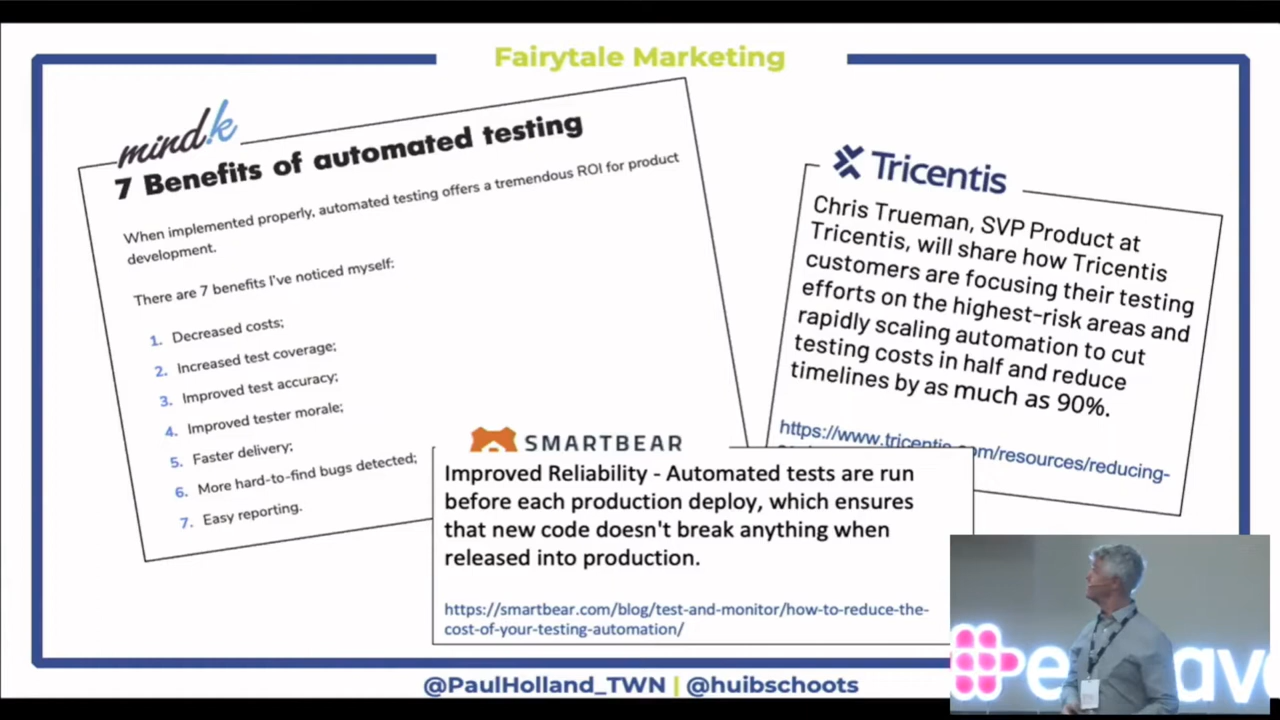 Fairytale Marketing
mind.k
7 Benefits of automated testing
When implemented properly, automated testing offers a tremendous ROI for product
development.
There are 7 benefits I've noticed myself:
1. Decreased costs;
2. Increased test coverage;
3. Improved test accuracy;
4. Improved tester morale;
5. Faster delivery;
6. More hard-to-find bugs detected;
7. Easy reporting.
Tricentis
Chris Trueman, SVP Product at
Tricentis, will share how Tricentis
customers are focusing their testing
efforts on the highest-risk areas and
rapidly scaling automation to cut
testing costs in half and reduce
timelines by as much as 90%.
https://www.tricentis.com/resources/reducing-
SMARTBEAR
Improved Reliability - Automated tests are run
before each production deploy, which ensures
that new code doesn't break anything when
released into production.
https://smartbear.com/blog/test-and-monitor/how-to-reduce-the-
cost-of-your-testing-automation/
@PaulHolland_TWN | @huibschoots